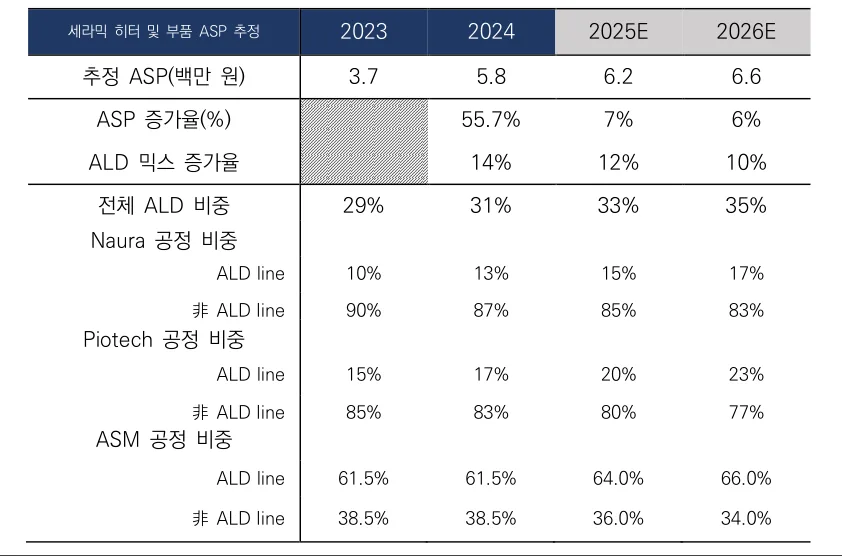 세라믹 히터 및 부품 ASP 추정 2023 2024 2025E 2026E
추정 ASP(백만 원) 3.7 5.8 6.2 6.6
ASP 증가율(%) 55.7% 7% 6%
ALD 믹스 증가율 14% 12% 10%
전체 ALD 비중 29% 31% 33% 35%
Naura 공정 비중
ALD line 10% 13% 15% 17%
非 ALD line 90% 87% 85% 83%
Piotech 공정 비중
ALD line 15% 17% 20% 23%
非 ALD line 85% 83% 80% 77%
ASM 공정 비중
ALD line 61.5% 61.5% 64.0% 66.0%
非 ALD line 38.5% 38.5% 36.0% 34.0%